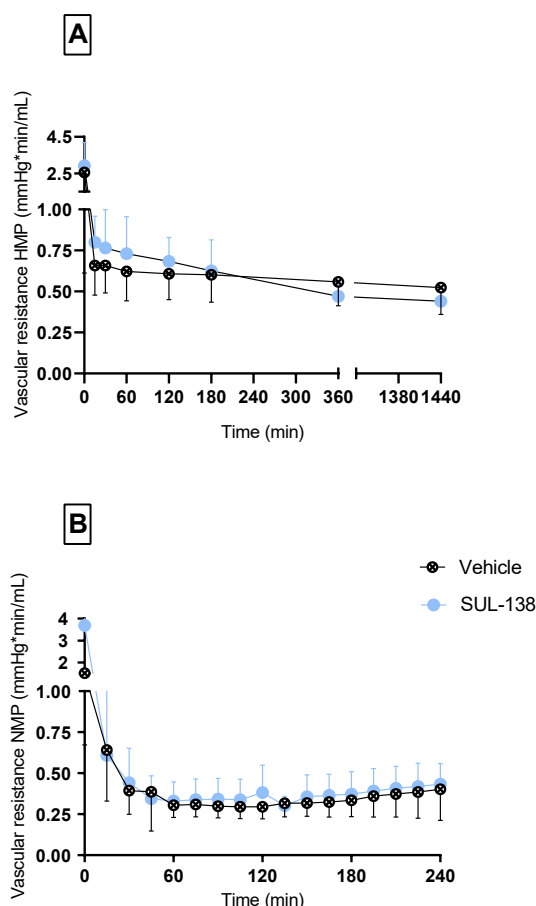 A
Vascular resistance HMP (mmHg*min/mL)
4.5
2.5
1.00
0.75
0.50
0.25
0.00
0 60 120 180 240 300 360 1380 1440
Time (min)
B
Vehicle
SUL-138
Vascular resistance NMP (mmHg*min/mL)
4
3
2
1.00
0.75
0.50
0.25
0.00
0 60 120 180 240
Time (min)